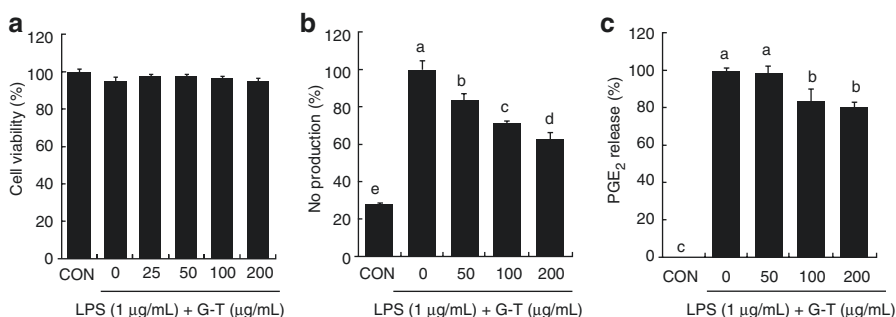 a
Cell viability (%)
120
100
80
60
40
20
0
CON 0 25 50 100 200
LPS (1 μg/mL) + G-T (μg/mL)
b
No production (%)
120
100
80
60
40
20
0
a
b
c
d
e
CON 0 50 100 200
LPS (1 μg/mL) + G-T (μg/mL)
c
PGE2 release (%)
120
100
80
60
40
20
0
a a
b b
c
CON 0 50 100 200
LPS (1 μg/mL) + G-T (μg/mL)